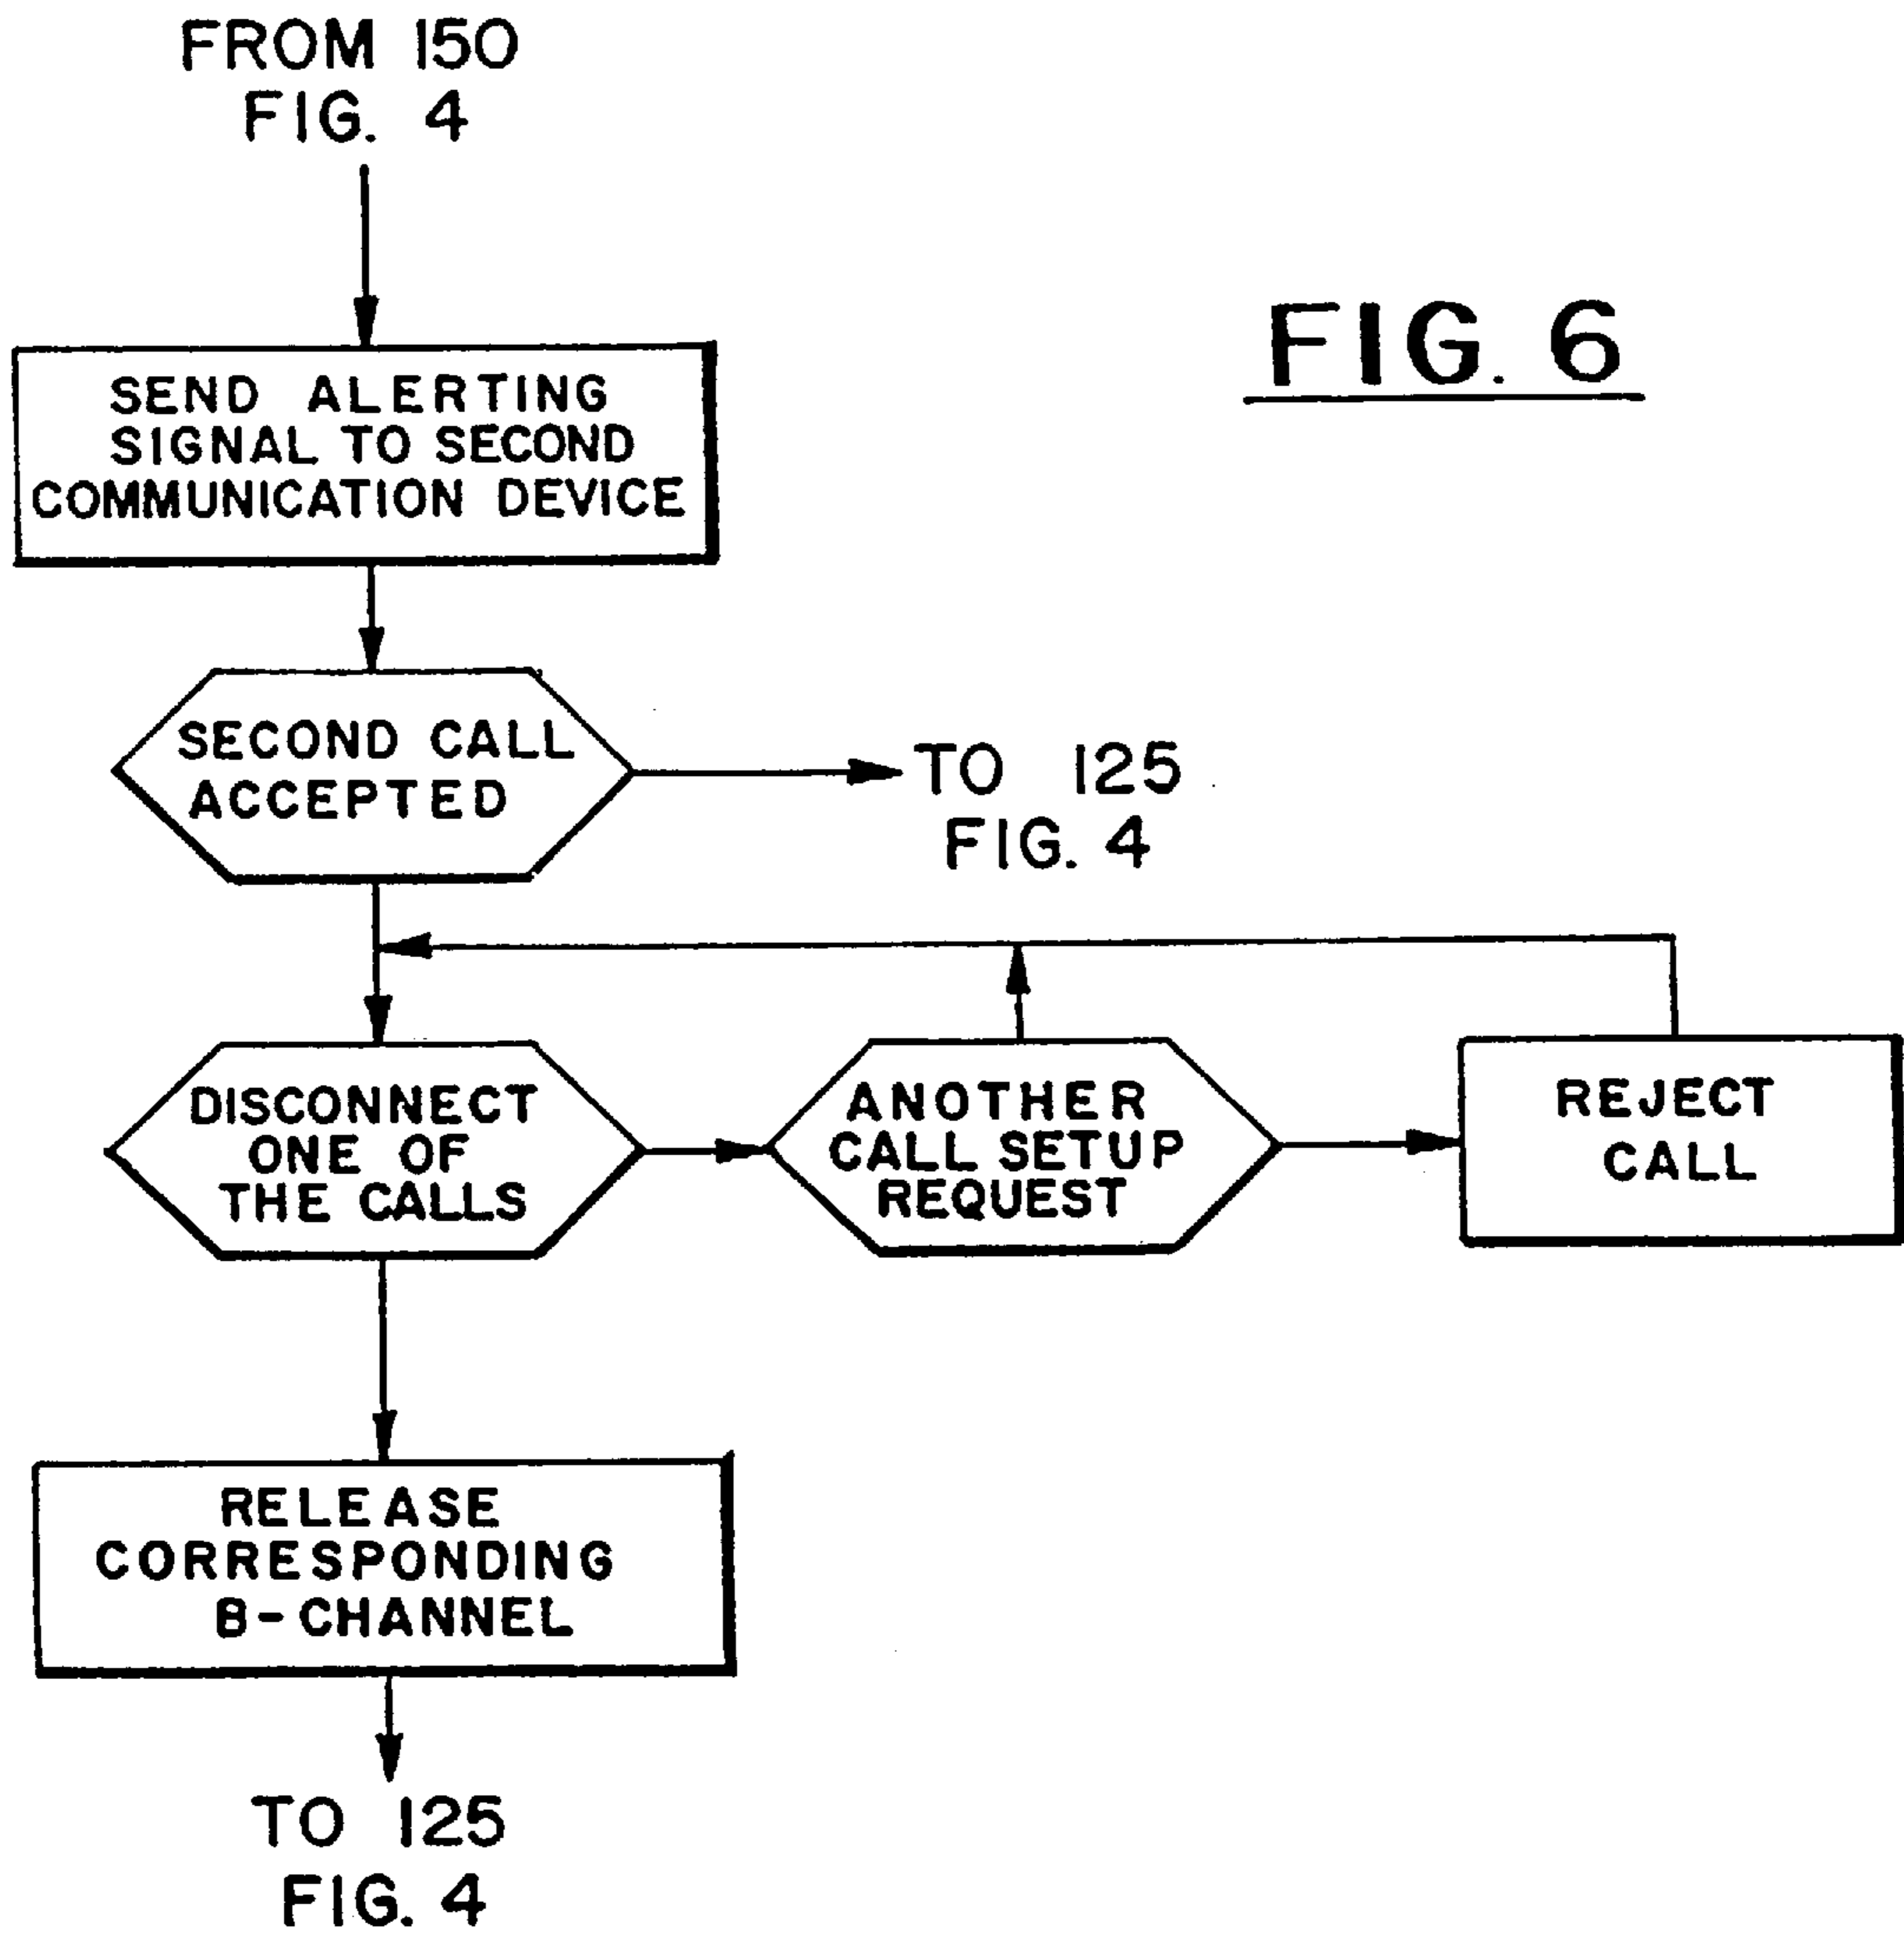 FROM 150
FIG. 4
FIG. 6
SEND ALERTING
SIGNAL TO SECOND
COMMUNICATION DEVICE
SECOND CALL
ACCEPTED
TO 125
FIG. 4
DISCONNECT
ONE OF
THE CALLS
ANOTHER
CALL SETUP
REQUEST
REJECT
CALL
RELEASE
CORRESPONDING
B-CHANNEL
TO 125
FIG. 4